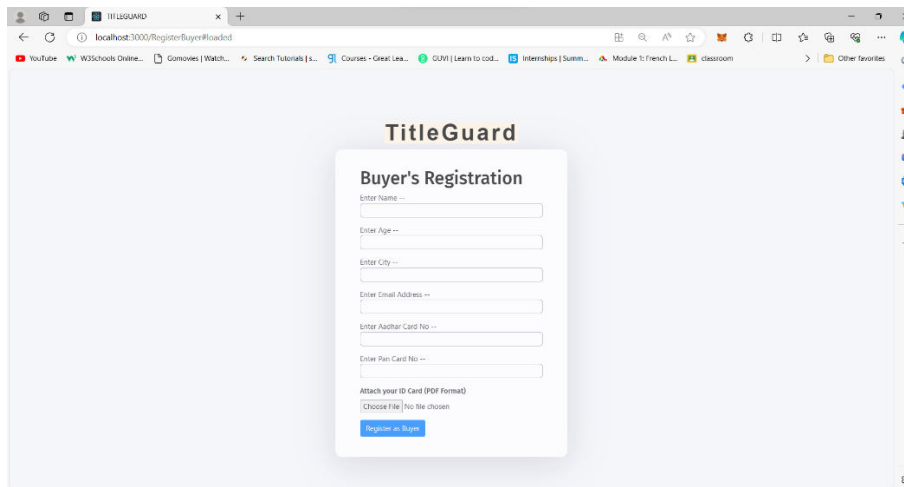 TITLEGUARD
localhost:3000/RegisterBuyer#loaded
YouTube W3Schools Online... Gomovies | Watch... Search Tutorials | s... Courses - Great Lea... GUVI | Learn to cod... Internships | Summ... Module 1: French L... classroom Other favorites
TitleGuard
Buyer's Registration
Enter Name --
Enter Age --
Enter City --
Enter Email Address --
Enter Aadhar Card No --
Enter Pan Card No --
Attach your ID Card (PDF Format)
Choose File No file chosen
Register as Buyer